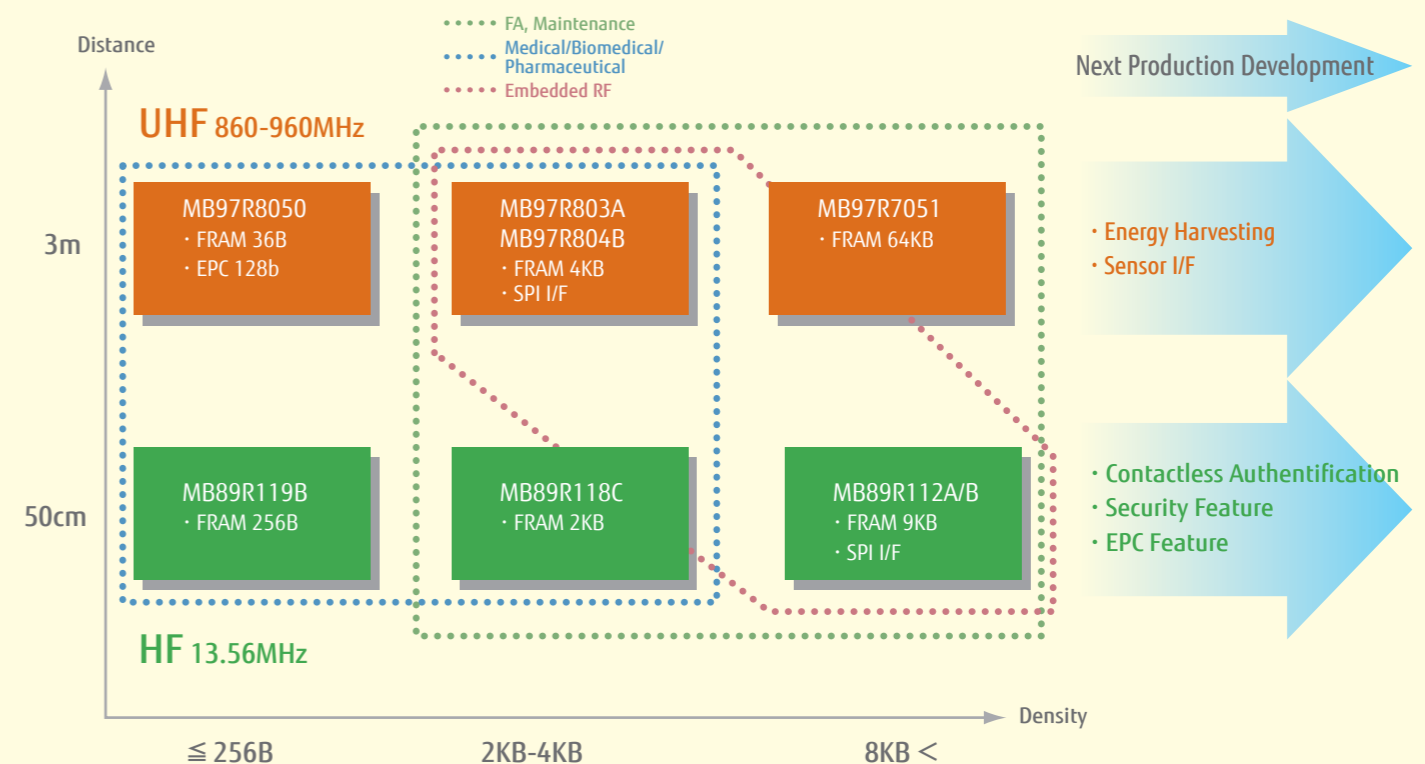 FA, Maintenance
Medical/Biomedical/
Pharmaceutical
Embedded RF
Distance
Next Production Development
UHF 860-960MHz
3m
MB97R8050
・FRAM 36B
・EPC 128b
MB97R803A
MB97R804B
・FRAM 4KB
・SPI I/F
MB97R7051
・FRAM 64KB
・Energy Harvesting
・Sensor I/F
50cm
MB89R119B
・FRAM 256B
MB89R118C
・FRAM 2KB
MB89R112A/B
・FRAM 9KB
・SPI I/F
・Contactless Authentification
・Security Feature
・EPC Feature
HF 13.56MHz
Density
≦ 256B
2KB-4KB
8KB <